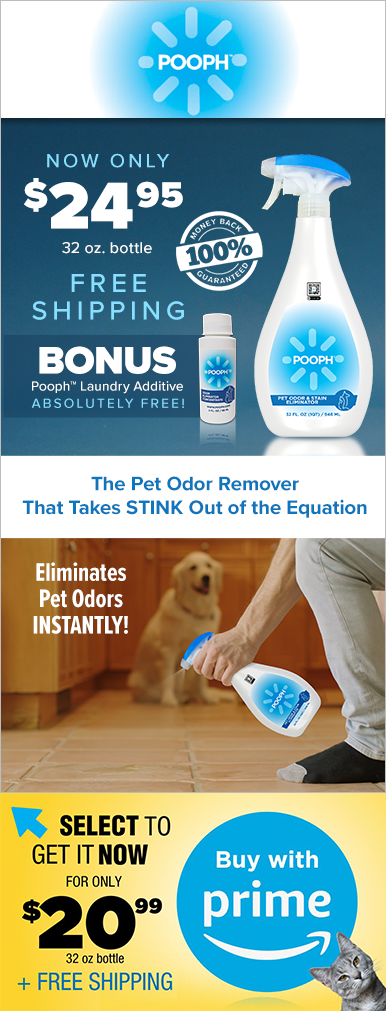 POOPH™
NOW ONLY
$24.95
32 oz. bottle
FREE
SHIPPING
MONEY BACK
100%
GUARANTEED
BONUS
Pooph™ Laundry Additive
ABSOLUTELY FREE!
POOPH
POOPH
PET ODOR & STAIN
ELIMINATOR
32 FL. OZ (1QT) / 946 ML
The Pet Odor Remover
That Takes STINK Out of the Equation
Eliminates
Pet Odors
INSTANTLY!
POOPH
SELECT TO
GET IT NOW
FOR ONLY
$20.99
32 oz bottle
+ FREE SHIPPING
Buy with
prime